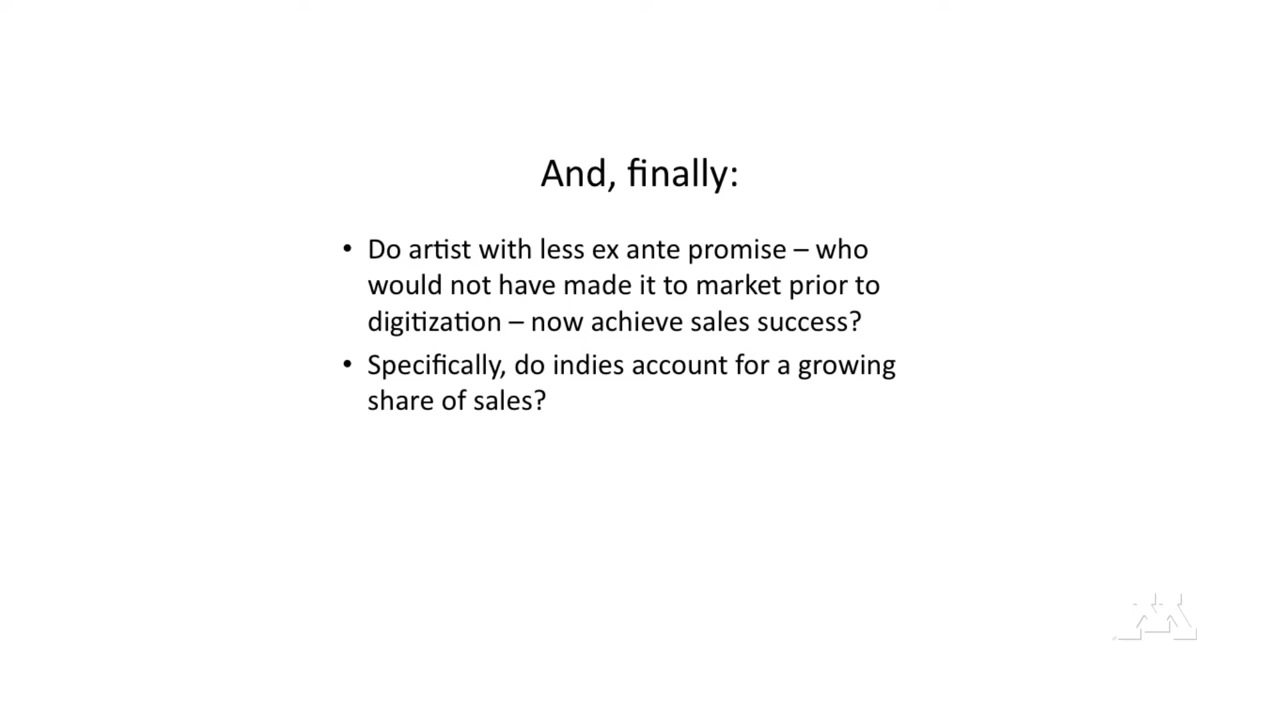 And, finally:
• Do artist with less ex ante promise – who
would not have made it to market prior to
digitization – now achieve sales success?
• Specifically, do indies account for a growing
share of sales?